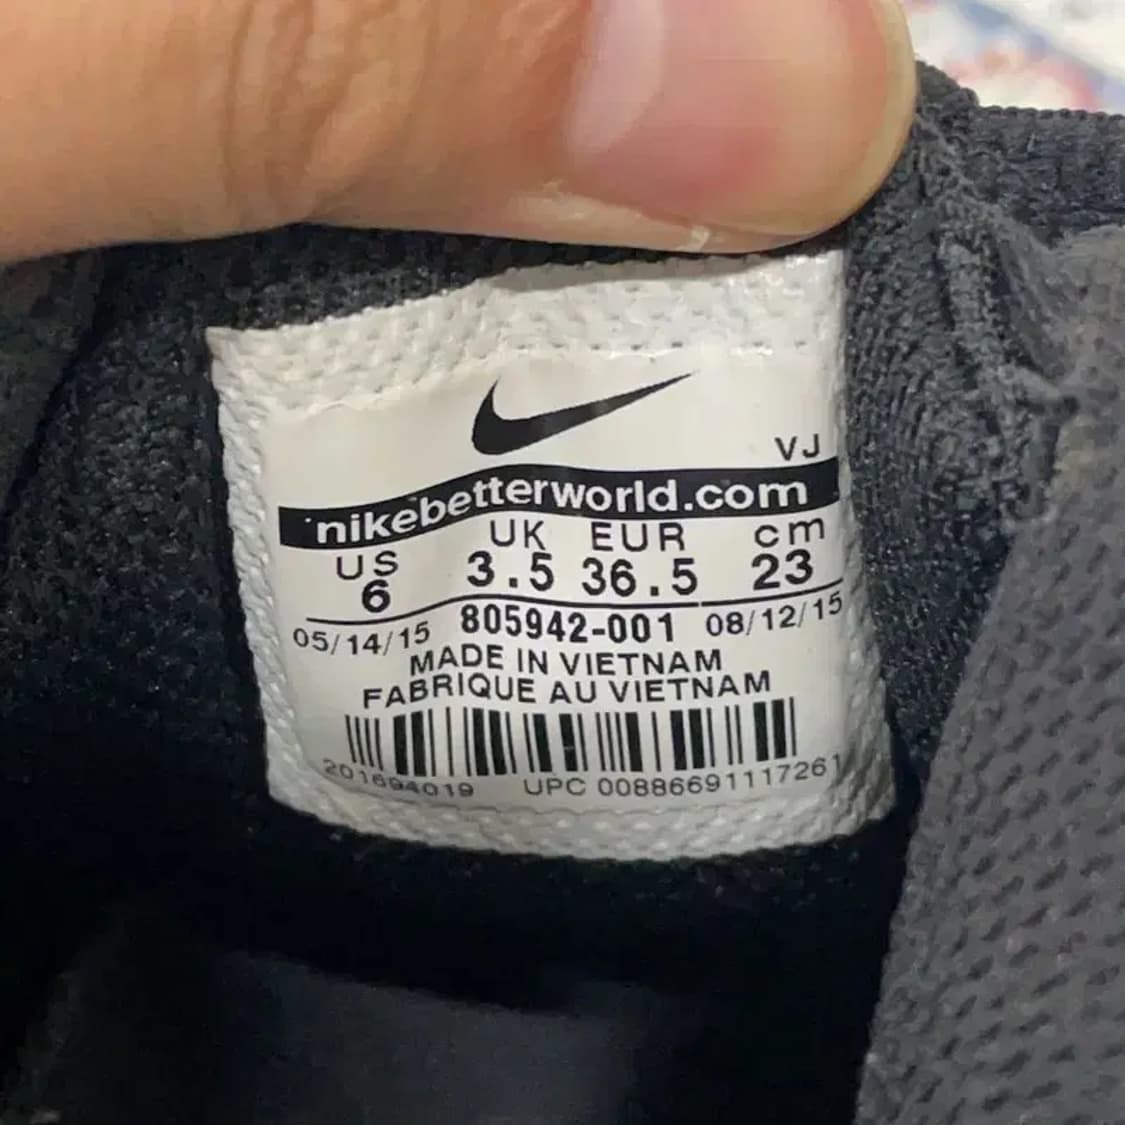 VJ
nikebetterworld.com
US UK EUR cm
6 3.5 36.5 23
05/14/15 805942-001 08/12/15
MADE IN VIETNAM
FABRIQUE AU VIETNAM
201694019 UPC 00886691117261